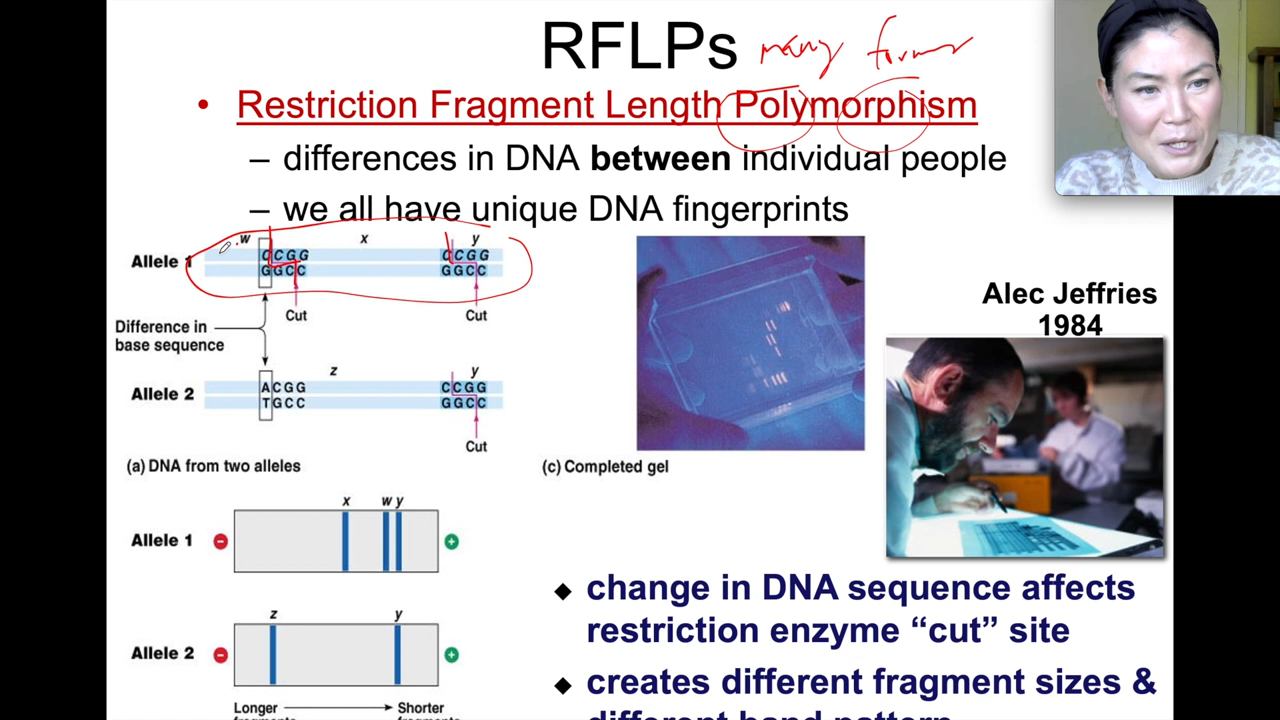 RFLPs many forms
• Restriction Fragment Length Polymorphism
– differences in DNA between individual people
– we all have unique DNA fingerprints
w x y
Allele 1 CCGG CCGG
GGCC GGCC
Cut Cut
Difference in
base sequence
z y
Allele 2 ACGG CCGG
TGCC GGCC
Cut
(a) DNA from two alleles
(c) Completed gel
Alec Jeffries
1984
x w y
Allele 1 − +
z y
Allele 2 − +
Longer Shorter
fragments fragments
◆ change in DNA sequence affects
restriction enzyme “cut” site
◆ creates different fragment sizes &
different band pattern